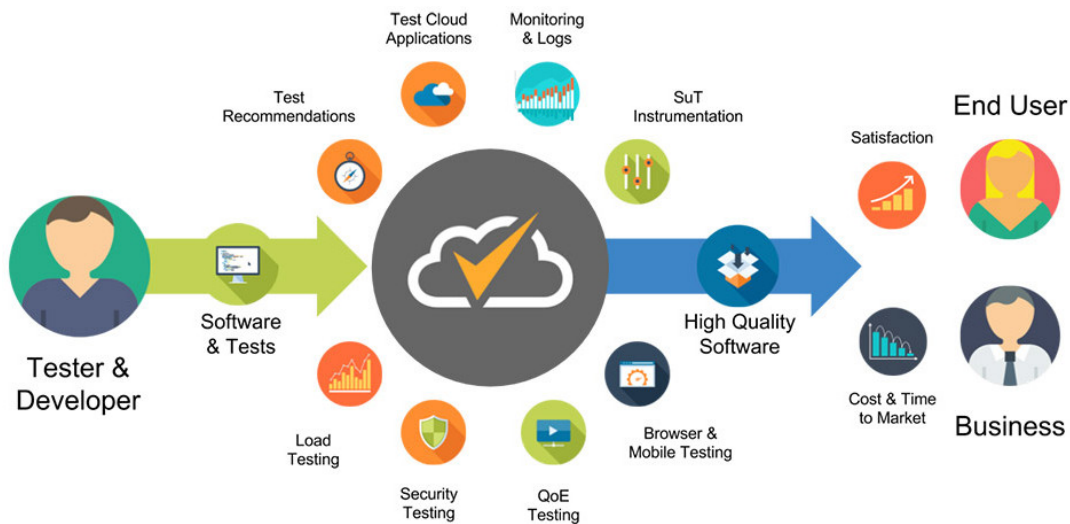 Test Cloud
Applications
Monitoring
& Logs
Test
Recommendations
SuT
Instrumentation
End User
Satisfaction
Software
& Tests
High Quality
Software
Tester &
Developer
Load
Testing
Security
Testing
QoE
Testing
Browser &
Mobile Testing
Cost & Time
to Market
Business